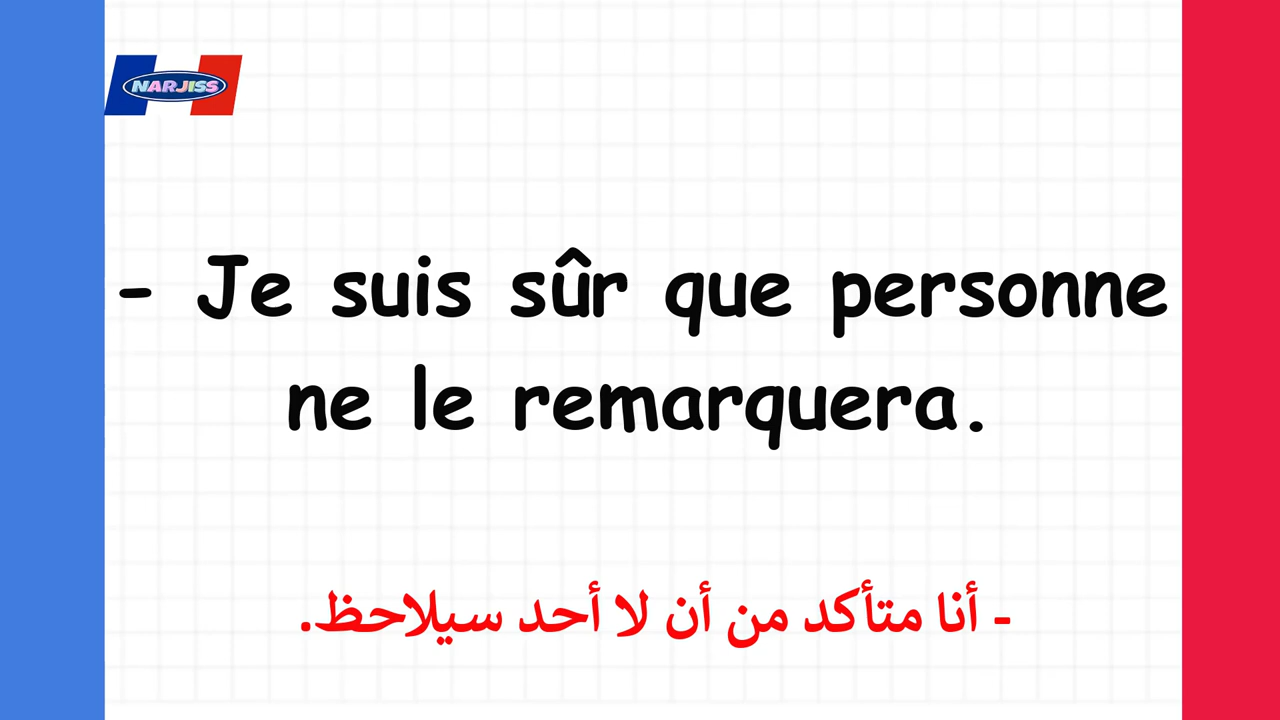 NARJISS
- Je suis sûr que personne
ne le remarquera.
- أنا متأكد من أن لا أحد سيلاحظ.